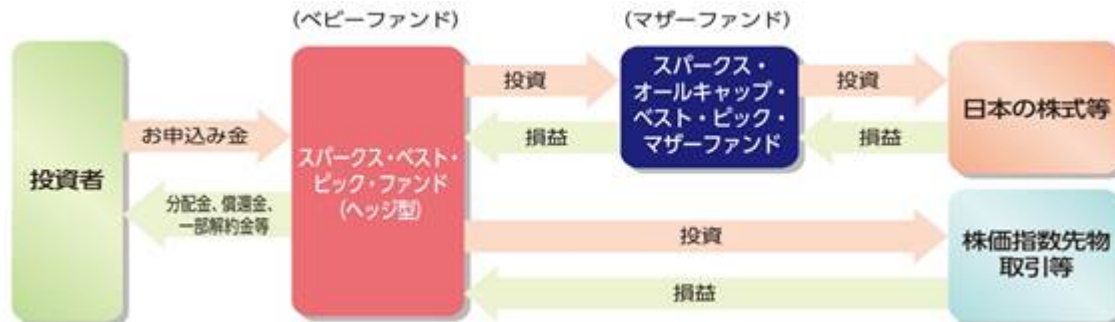 (ベビーファンド)
(マザーファンド)
投資者
お申込み金
分配金、償還金、
一部解約金等
スパークス・ベスト・
ピック・ファンド
(ヘッジ型)
投資
損益
スパークス・
オールキャップ・
ベスト・ピック・
マザーファンド
投資
損益
日本の株式等
投資
損益
株価指数先物
取引等